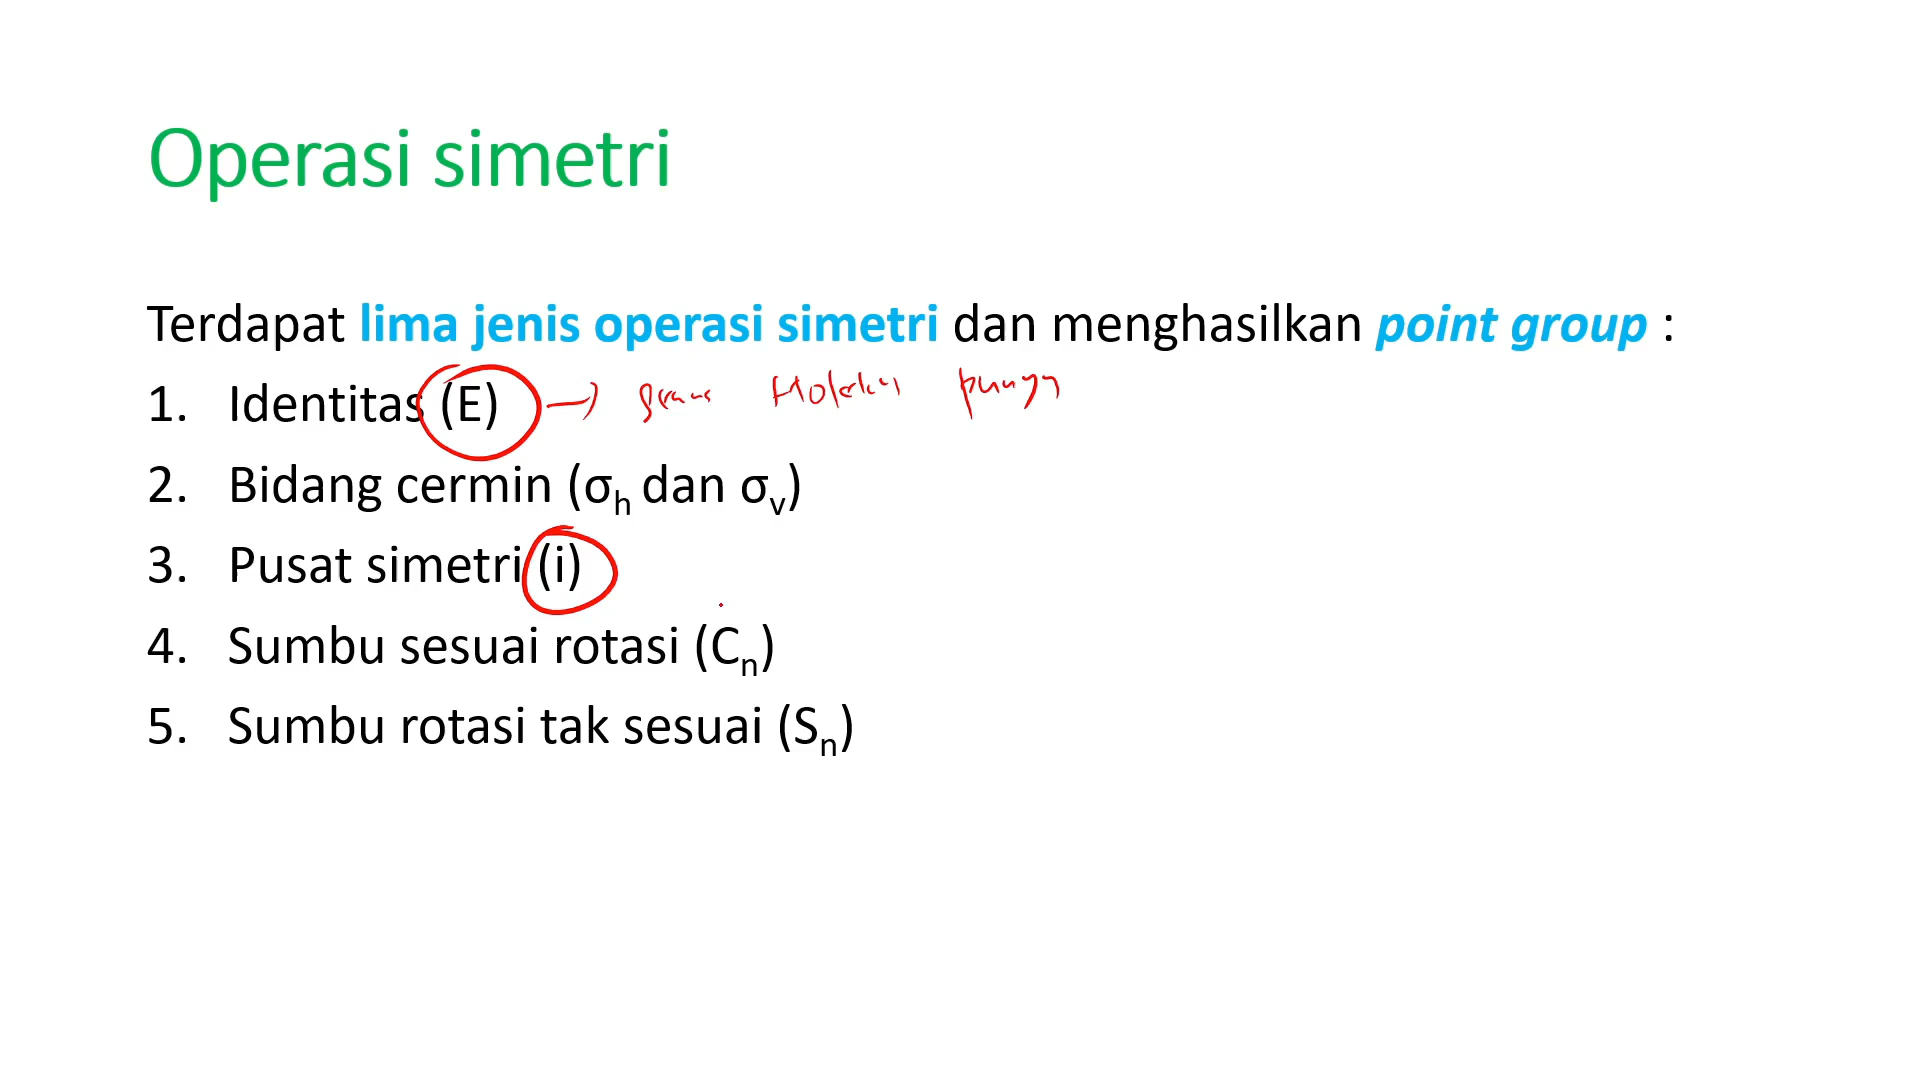 Operasi simetri
Terdapat lima jenis operasi simetri dan menghasilkan point group :
1. Identitas (E) → Molekul punya
2. Bidang cermin (σh dan σv)
3. Pusat simetri (i)
4. Sumbu sesuai rotasi (Cn)
5. Sumbu rotasi tak sesuai (Sn)